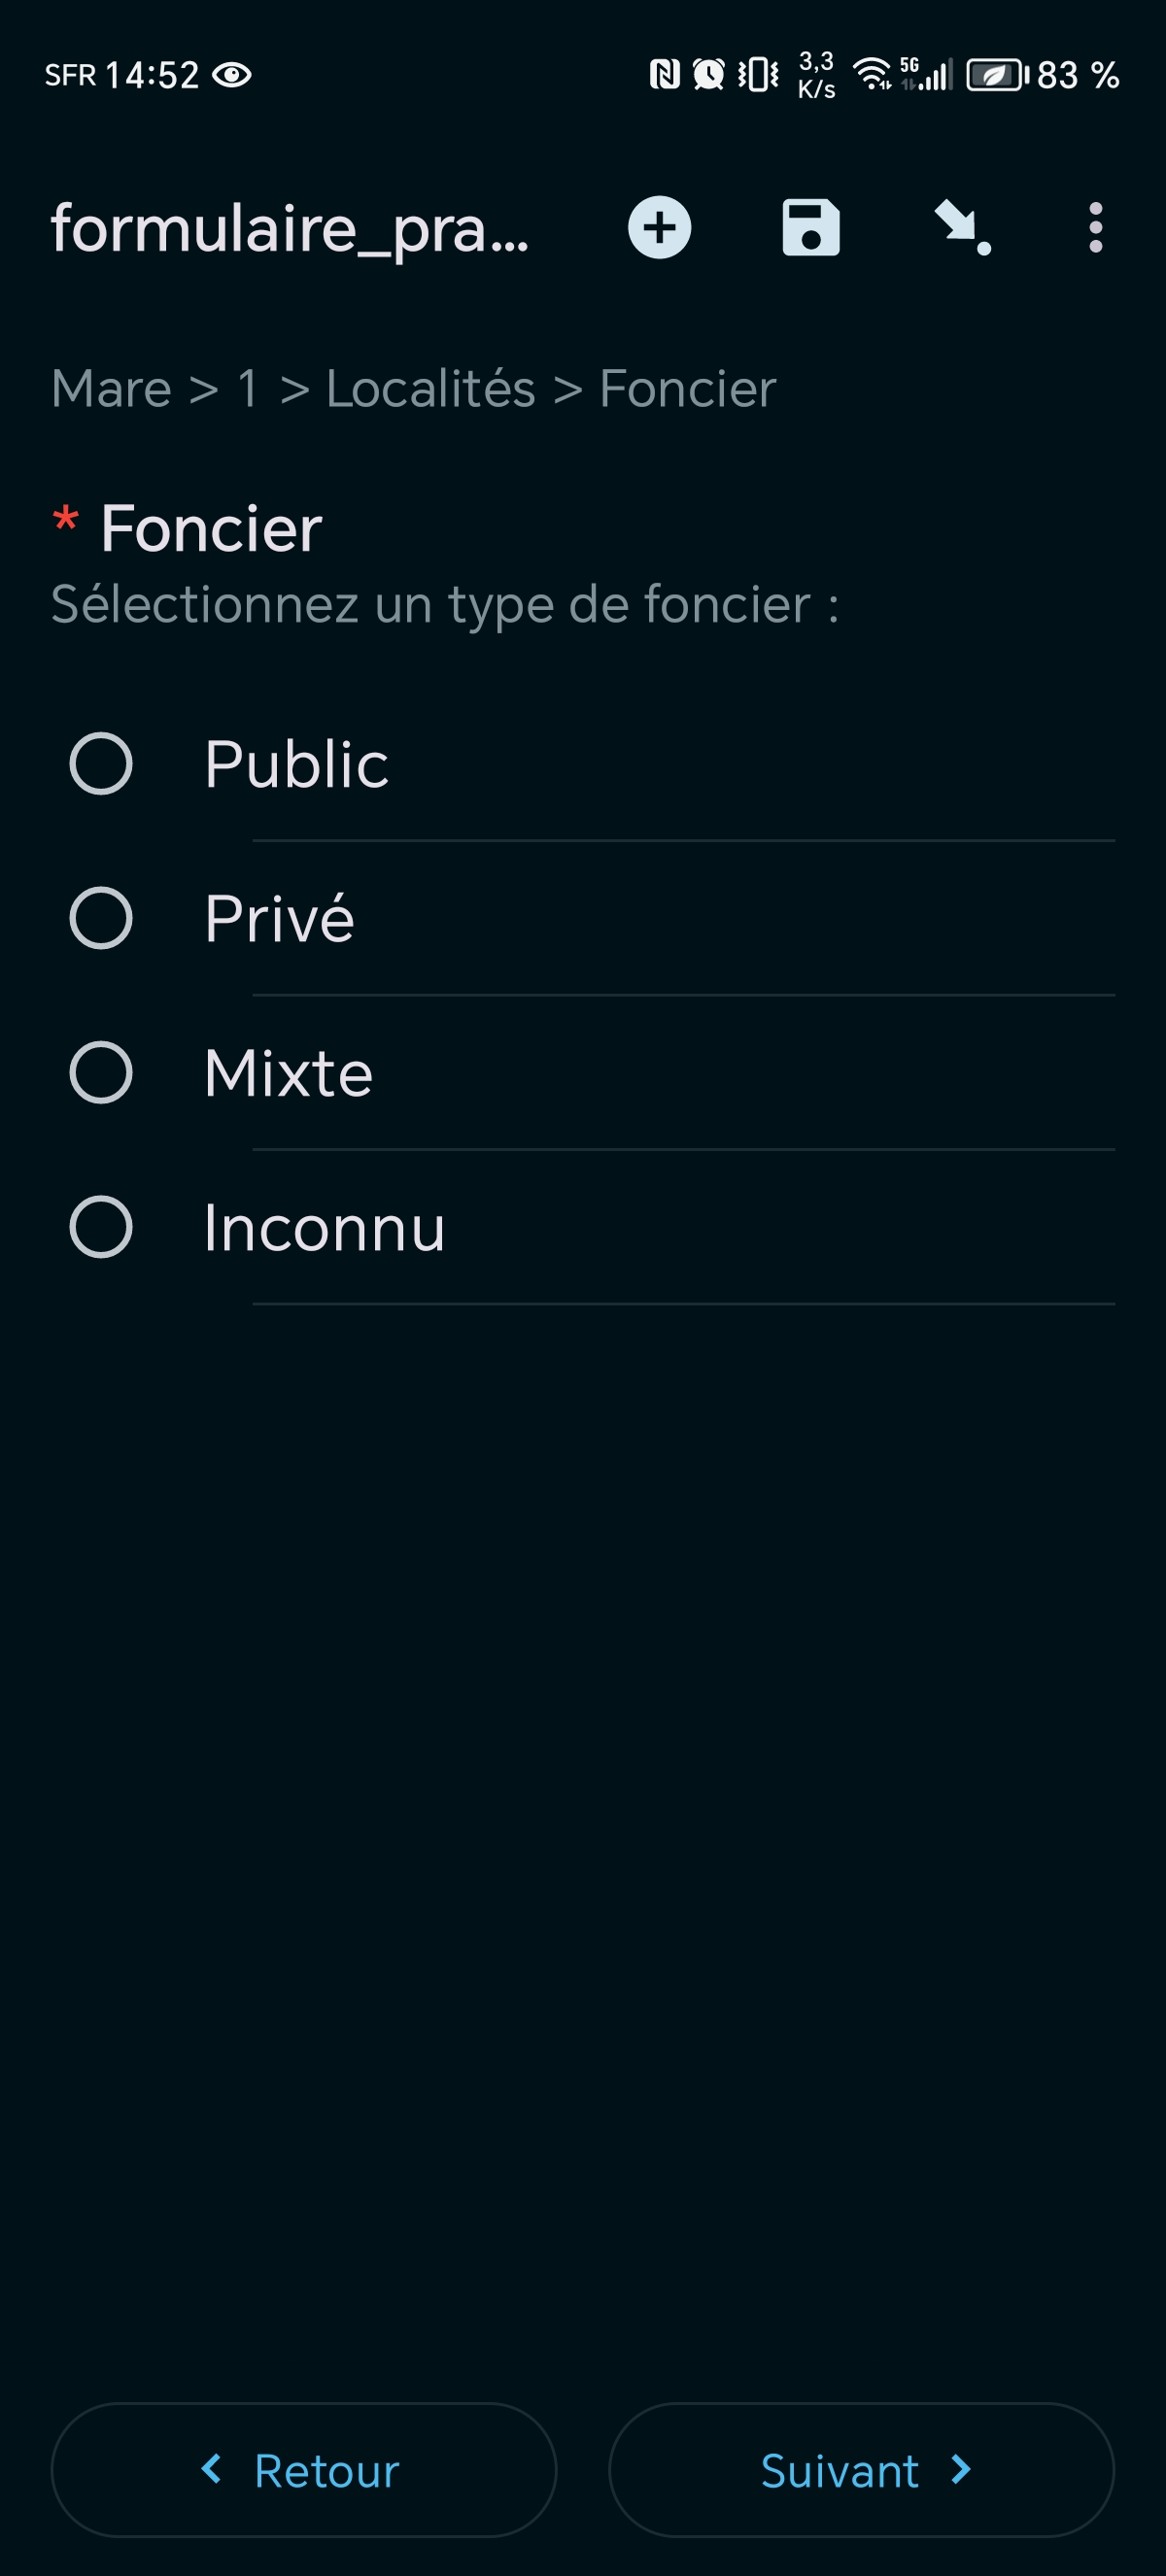 SFR 14:52 3,3 K/s 5G 83 %
formulaire_pra...
Mare > 1 > Localités > Foncier
* Foncier
Sélectionnez un type de foncier :
Public
Privé
Mixte
Inconnu
Retour
Suivant